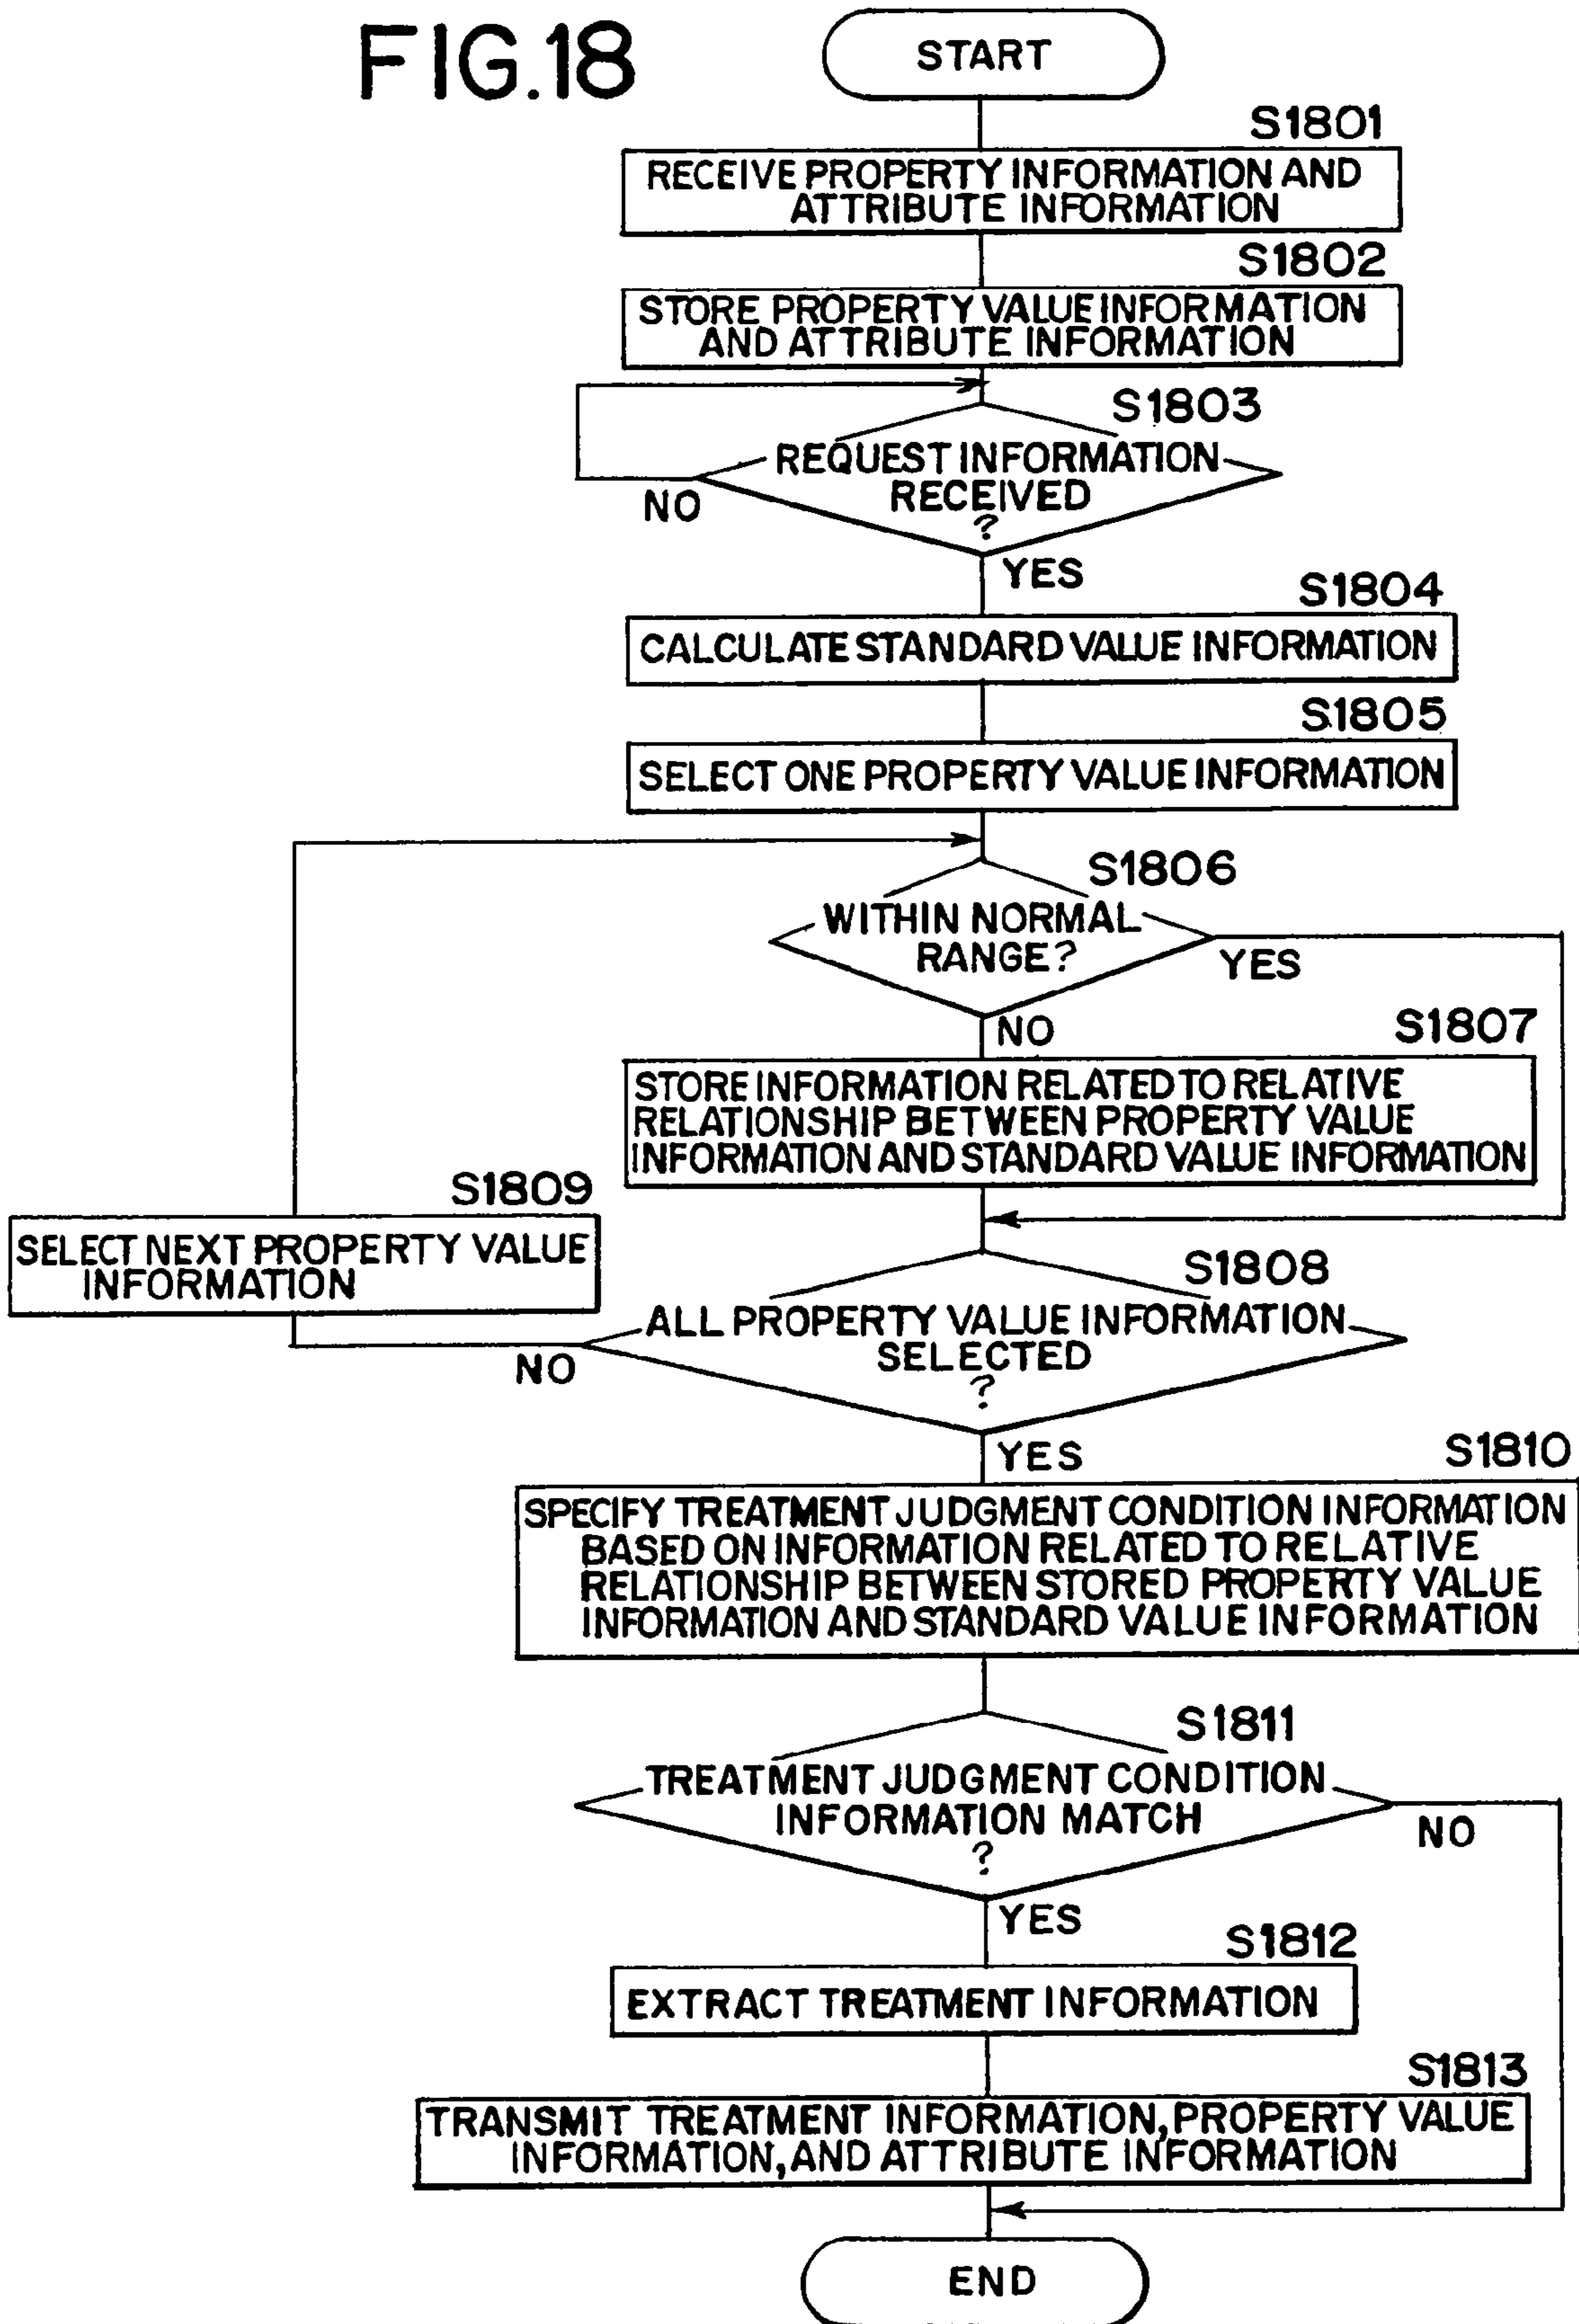 FIG.18
START
S1801
RECEIVE PROPERTY INFORMATION AND
ATTRIBUTE INFORMATION
S1802
STORE PROPERTY VALUE INFORMATION
AND ATTRIBUTE INFORMATION
S1803
REQUEST INFORMATION
RECEIVED
?
NO
YES
S1804
CALCULATE STANDARD VALUE INFORMATION
S1805
SELECT ONE PROPERTY VALUE INFORMATION
S1806
WITHIN NORMAL
RANGE?
YES
NO
S1807
STORE INFORMATION RELATED TO RELATIVE
RELATIONSHIP BETWEEN PROPERTY VALUE
INFORMATION AND STANDARD VALUE INFORMATION
S1809
SELECT NEXT PROPERTY VALUE
INFORMATION
S1808
ALL PROPERTY VALUE INFORMATION
SELECTED
?
NO
YES
S1810
SPECIFY TREATMENT JUDGMENT CONDITION INFORMATION
BASED ON INFORMATION RELATED TO RELATIVE
RELATIONSHIP BETWEEN STORED PROPERTY VALUE
INFORMATION AND STANDARD VALUE INFORMATION
S1811
TREATMENT JUDGMENT CONDITION
INFORMATION MATCH
?
NO
YES
S1812
EXTRACT TREATMENT INFORMATION
S1813
TRANSMIT TREATMENT INFORMATION, PROPERTY VALUE
INFORMATION, AND ATTRIBUTE INFORMATION
END